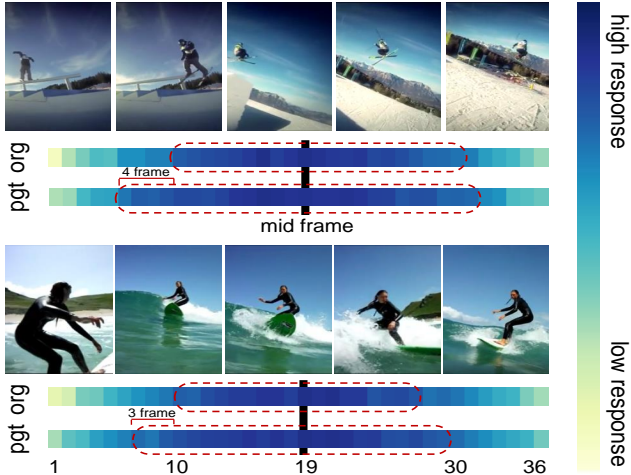 high response
low response
org
4 frame
pgt
mid frame
org
3 frame
pgt
1 10 19 30 36